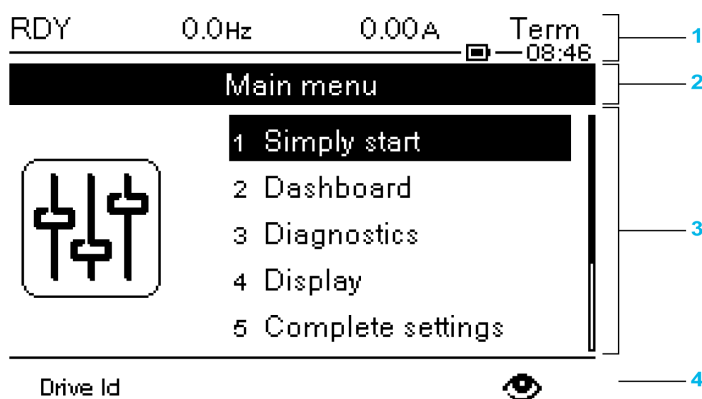 RDY 0.0Hz 0.00A Term
08:46
1
Main menu
2
1 Simply start
2 Dashboard
3 Diagnostics
3
4 Display
5 Complete settings
Drive Id
4